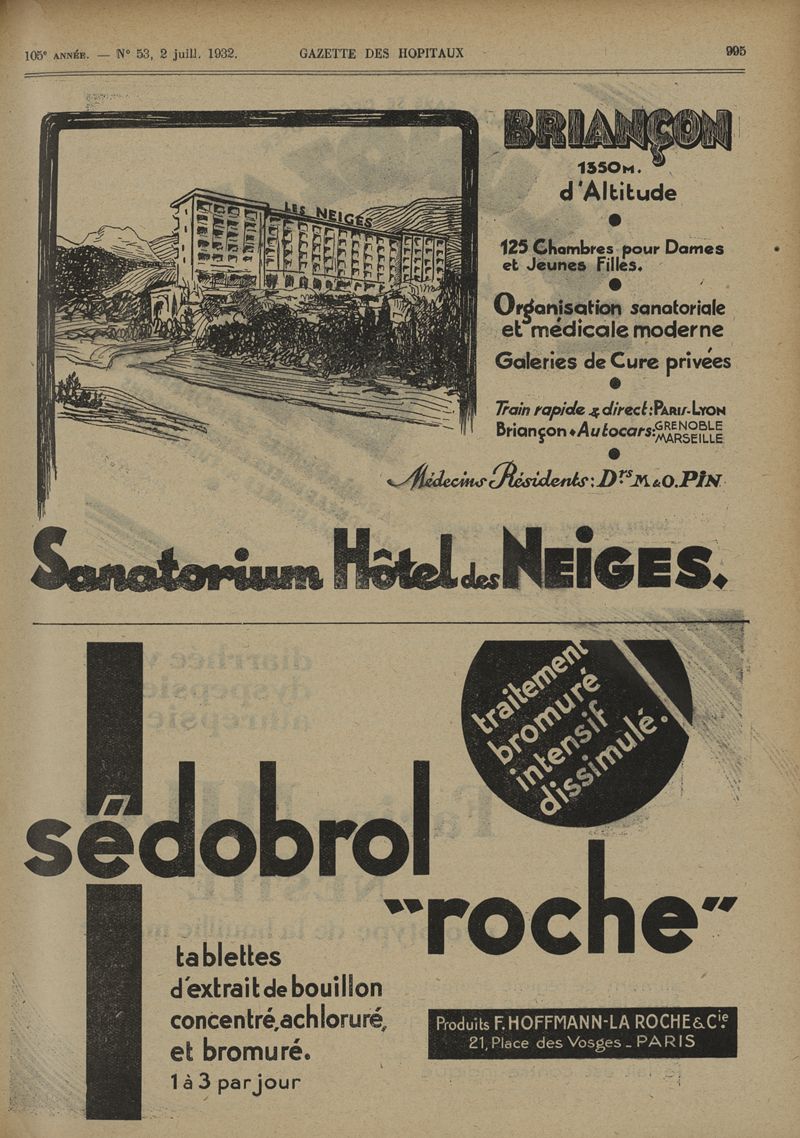 105e ANNÉE. — N° 53, 2 juill. 1932. GAZETTE DES HOPITAUX 995
LES NEIGES
BRIANÇON
1350M.
d'Altitude
125 Chambres pour Dames
et Jeunes Filles.
Organisation sanatoriale
et médicale moderne
Galeries de Cure privées
Train rapide & direct: PARIS-LYON
Briançon • Autocars: GRENOBLE
MARSEILLE
Médecins Résidents: Drs M & O. PIN
Sanatorium Hôtel des NEIGES.
traitement
bromuré
intensif
dissimulé.
sédobrol
"roche"
tablettes
d'extrait de bouillon
concentré, achloruré,
et bromuré.
1 à 3 par jour
Produits F. HOFFMANN-LA ROCHE & Cie.
21, Place des Vosges - PARIS